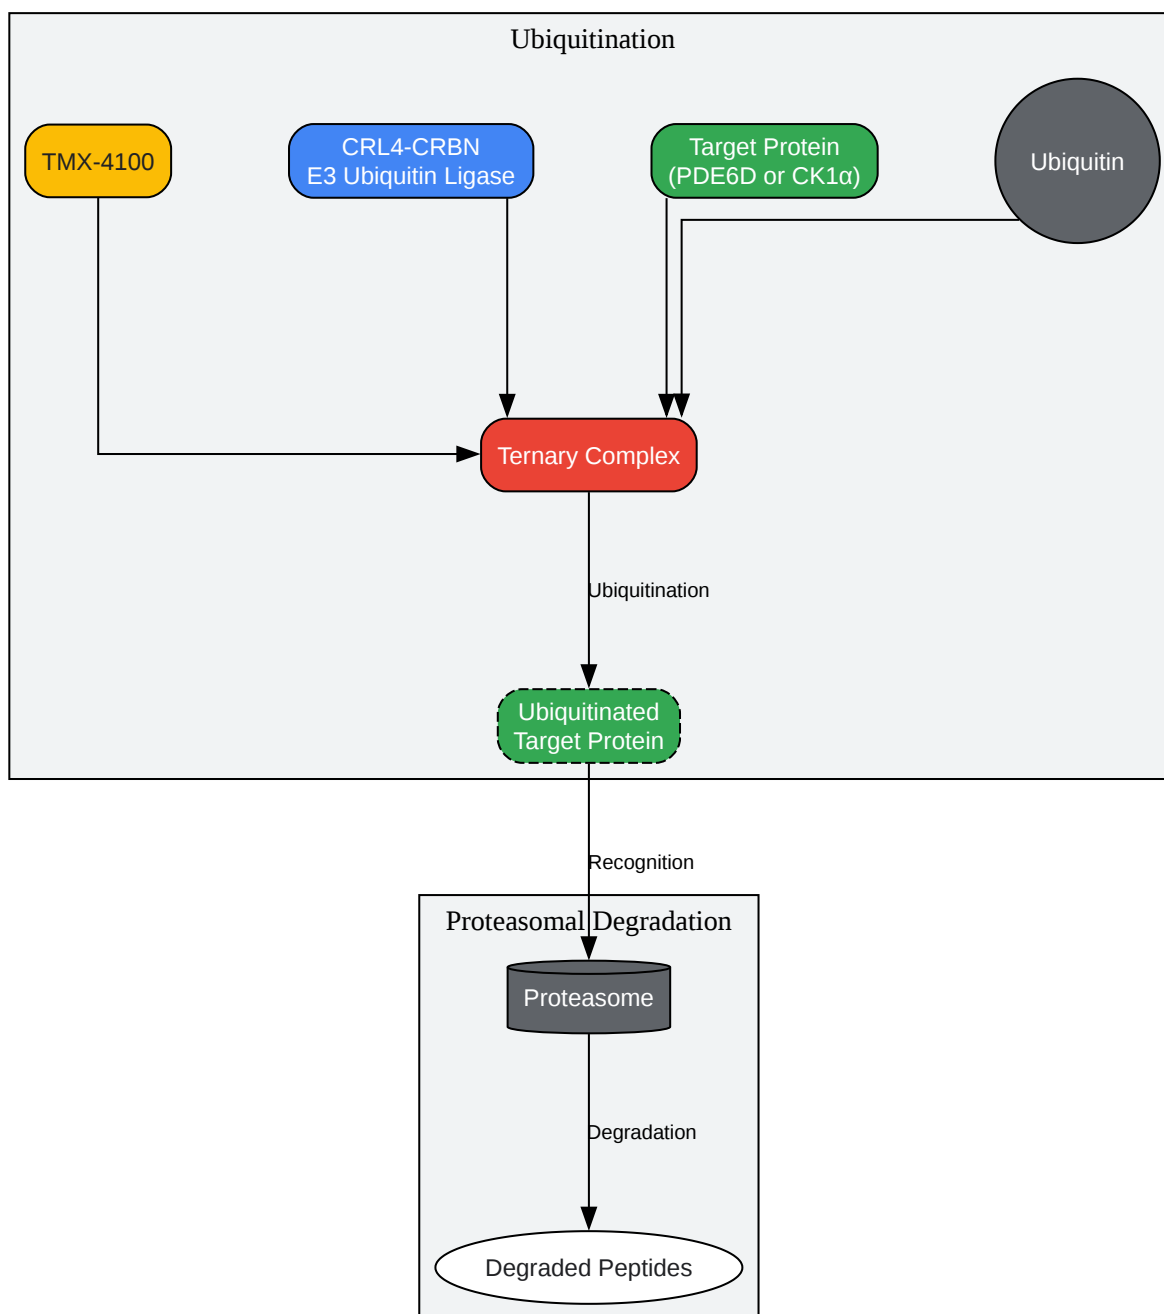 Ubiquitination
TMX-4100
CRL4-CRBN
E3 Ubiquitin Ligase
Target Protein
(PDE6D or CK1α)
Ubiquitin
Ternary Complex
Ubiquitination
Ubiquitinated
Target Protein
Recognition
Proteasomal Degradation
Proteasome
Degradation
Degraded Peptides